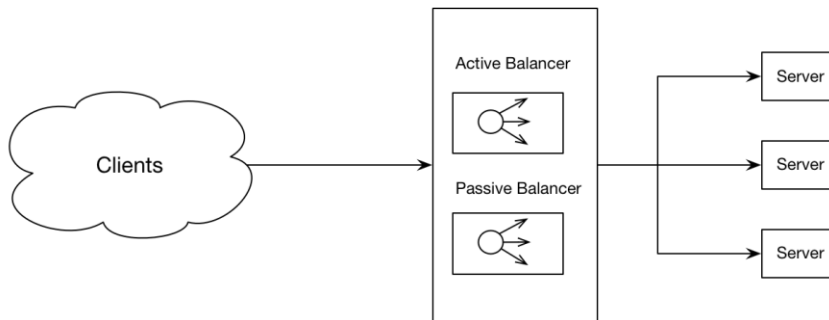 Active Balancer
Server
Clients
Server
Passive Balancer
Server